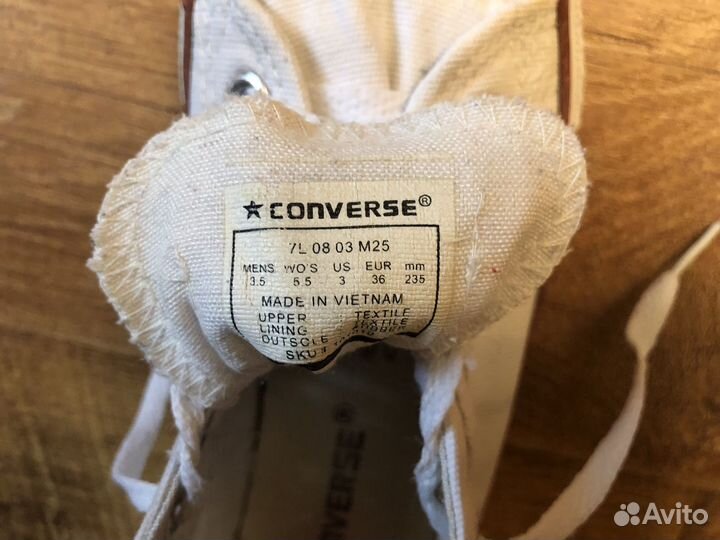 CONVERSE®
7L 08 03 M25
MENS WO'S US EUR mm
3.5 5.5 3 36 235
MADE IN VIETNAM
UPPER TEXTILE
LINING TEXTILE
OUTSOLE
SKU#
CONVERSE®
Avito